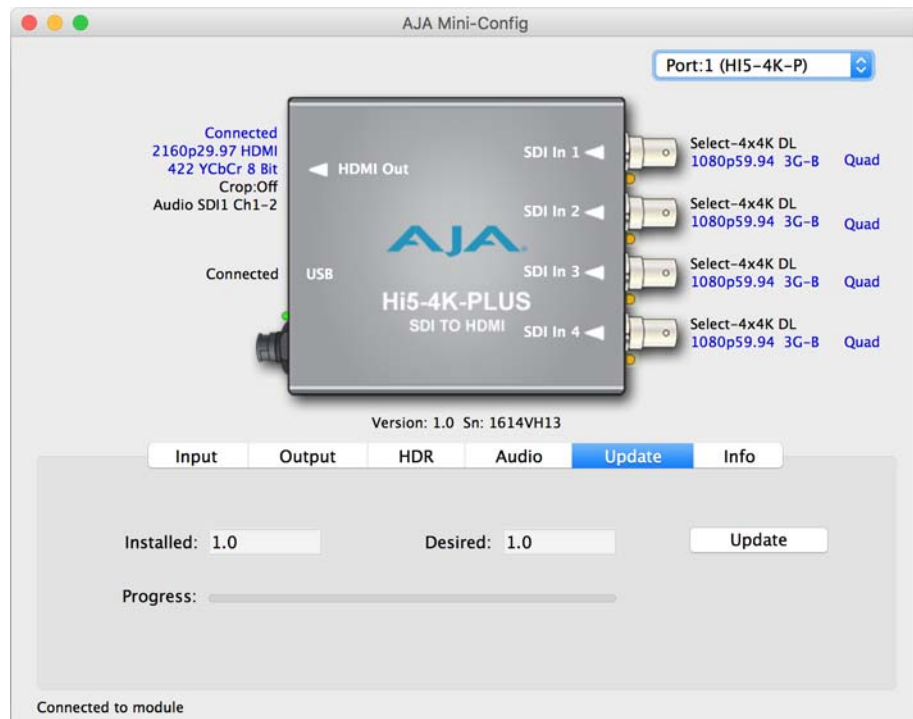 AJA Mini-Config
Port:1 (HI5-4K-P)
Connected
2160p29.97 HDMI
422 YCbCr 8 Bit
Crop:Off
Audio SDI1 Ch1-2
Connected
HDMI Out
USB
SDI In 1
SDI In 2
SDI In 3
SDI In 4
AJA
Hi5-4K-PLUS
SDI TO HDMI
Select-4x4K DL
1080p59.94 3G-B Quad
Select-4x4K DL
1080p59.94 3G-B Quad
Select-4x4K DL
1080p59.94 3G-B Quad
Select-4x4K DL
1080p59.94 3G-B Quad
Version: 1.0 Sn: 1614VH13
Input Output HDR Audio Update Info
Installed: 1.0 Desired: 1.0 Update
Progress:
Connected to module